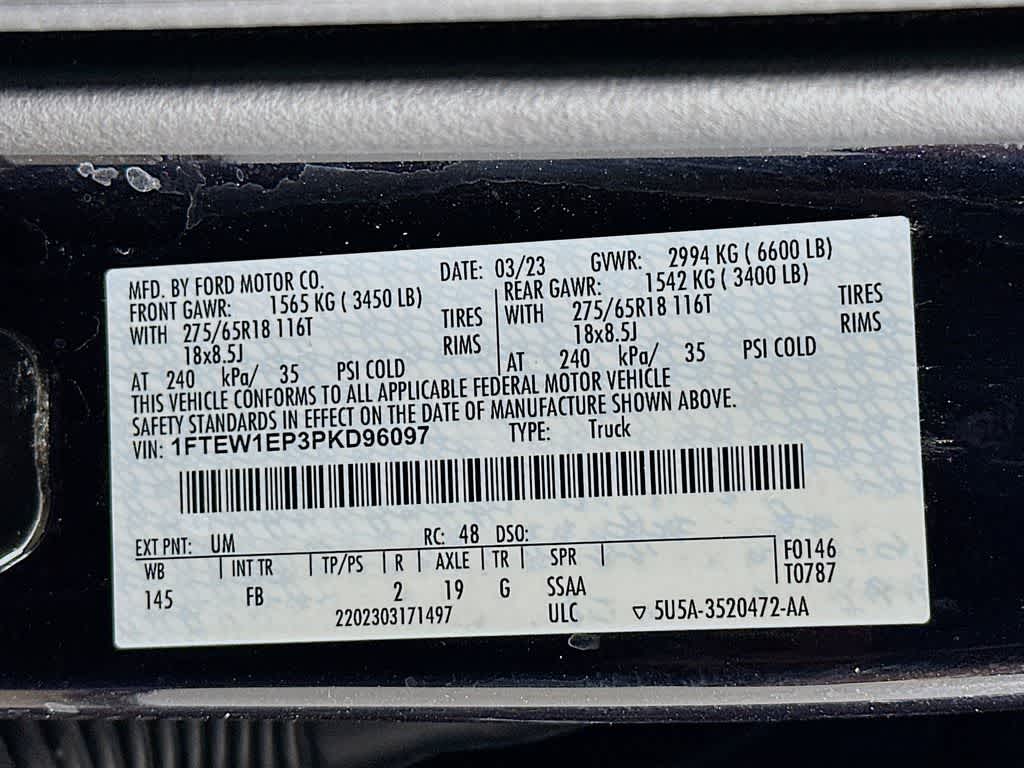 MFD. BY FORD MOTOR CO. DATE: 03/23 GVWR: 2994 KG ( 6600 LB)
FRONT GAWR: 1565 KG ( 3450 LB) REAR GAWR: 1542 KG ( 3400 LB)
WITH 275/65R18 116T TIRES WITH 275/65R18 116T TIRES
18x8.5J RIMS 18x8.5J RIMS
AT 240 kPa/ 35 PSI COLD AT 240 kPa/ 35 PSI COLD
THIS VEHICLE CONFORMS TO ALL APPLICABLE FEDERAL MOTOR VEHICLE
SAFETY STANDARDS IN EFFECT ON THE DATE OF MANUFACTURE SHOWN ABOVE.
VIN: 1FTEW1EP3PKD96097 TYPE: Truck
EXT PNT: UM RC: 48 DSO:
WB INT TR TP/PS R AXLE TR SPR F0146
145 FB 2 19 G SSAA T0787
2202303171497 ULC ▽ 5U5A-3520472-AA